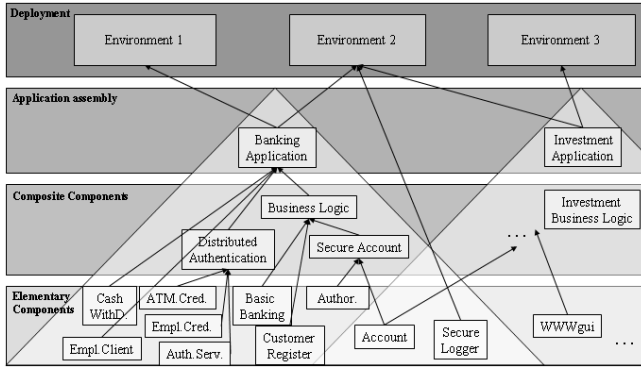 Deployment
Environment 1
Environment 2
Environment 3
Application assembly
Banking
Application
Investment
Application
Composite Components
Business Logic
Investment
Business Logic
Distributed
Authentication
Secure Account
. . .
Elementary
Components
Cash
WithD.
ATM.Cred.
Basic
Banking
Author.
Empl.Cred.
Customer
Register
Account
Secure
Logger
WWWgui
Empl.Client
Auth.Serv.
. . .